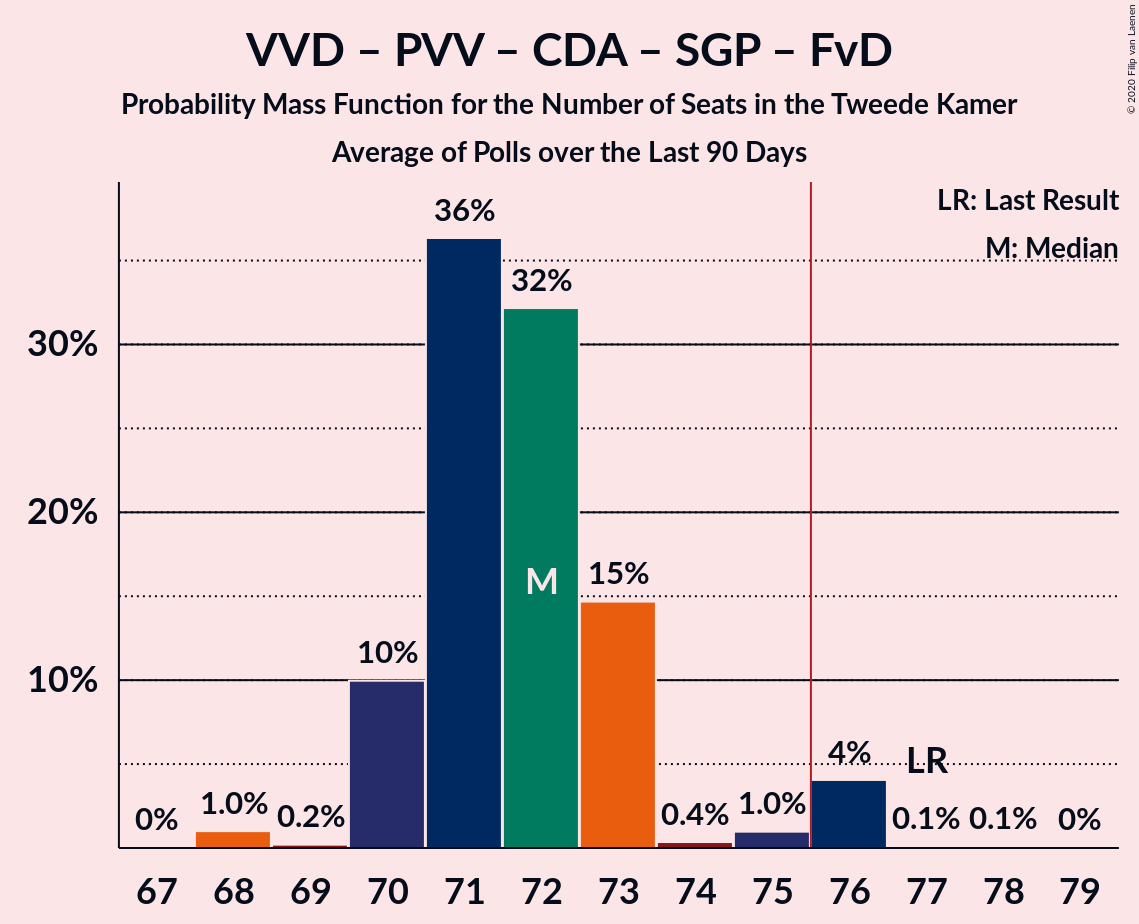 VVD – PVV – CDA – SGP – FvD
Probability Mass Function for the Number of Seats in the Tweede Kamer
Average of Polls over the Last 90 Days
© 2020 Filip van Laenen
LR: Last Result
M: Median
36%
32%
30%
20%
M
15%
10%
10%
4%
LR
0%
1.0%
0.2%
0.4%
1.0%
0.1%
0.1%
0%
67 68 69 70 71 72 73 74 75 76 77 78 79